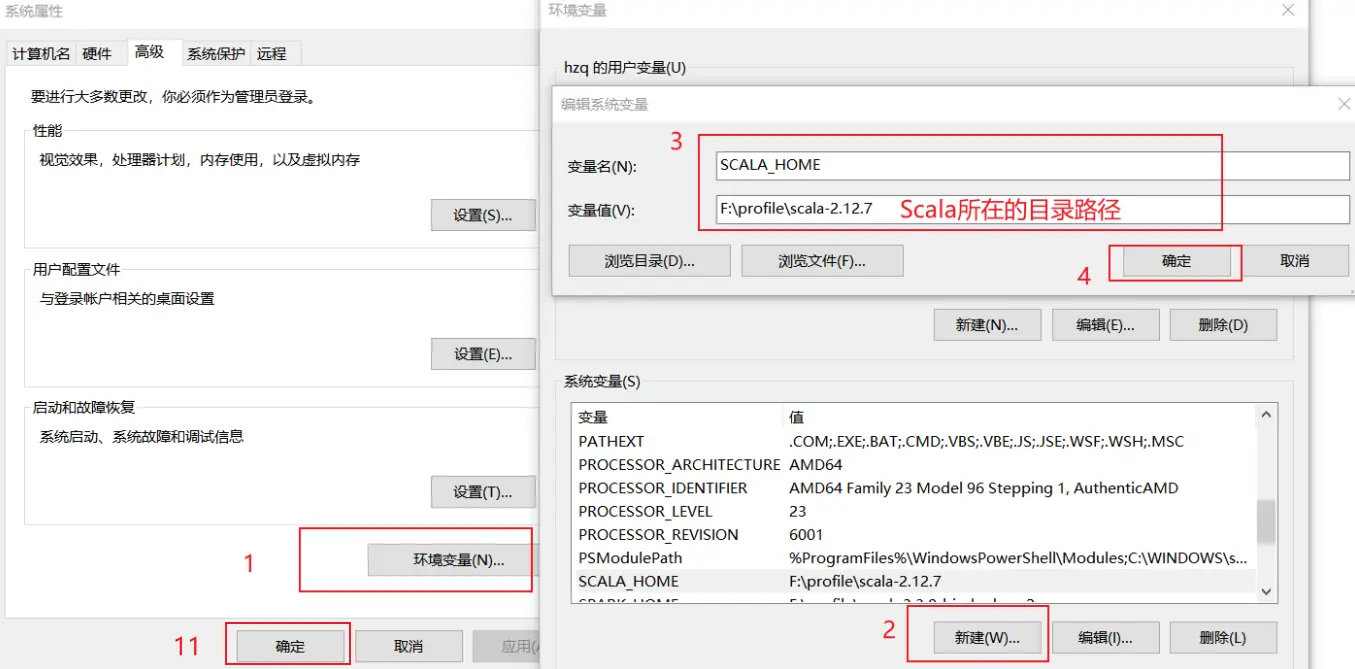 系统属性
计算机名 硬件 高级 系统保护 远程
要进行大多数更改，你必须作为管理员登录。
性能
视觉效果，处理器计划，内存使用，以及虚拟内存
设置(S)...
用户配置文件
与登录帐户相关的桌面设置
设置(E)...
启动和故障恢复
系统启动、系统故障和调试信息
设置(T)...
1
环境变量(N)...
11
确定 取消
环境变量
hzq 的用户变量(U)
编辑系统变量
3
变量名(N): SCALA_HOME
变量值(V): F:\profile\scala-2.12.7 Scala所在的目录路径
浏览目录(D)... 浏览文件(F)... 4 确定 取消
新建(N)... 编辑(E)... 删除(D)
系统变量(S)
变量 值
PATHEXT .COM;.EXE;.BAT;.CMD;.VBS;.VBE;.JS;.JSE;.WSF;.WSH;.MSC
PROCESSOR_ARCHITECTURE AMD64
PROCESSOR_IDENTIFIER AMD64 Family 23 Model 96 Stepping 1, AuthenticAMD
PROCESSOR_LEVEL 23
PROCESSOR_REVISION 6001
PSModulePath %ProgramFiles%\WindowsPowerShell\Modules;C:\WINDOWS\s...
SCALA_HOME F:\profile\scala-2.12.7
2
新建(W)... 编辑(I)... 删除(L)